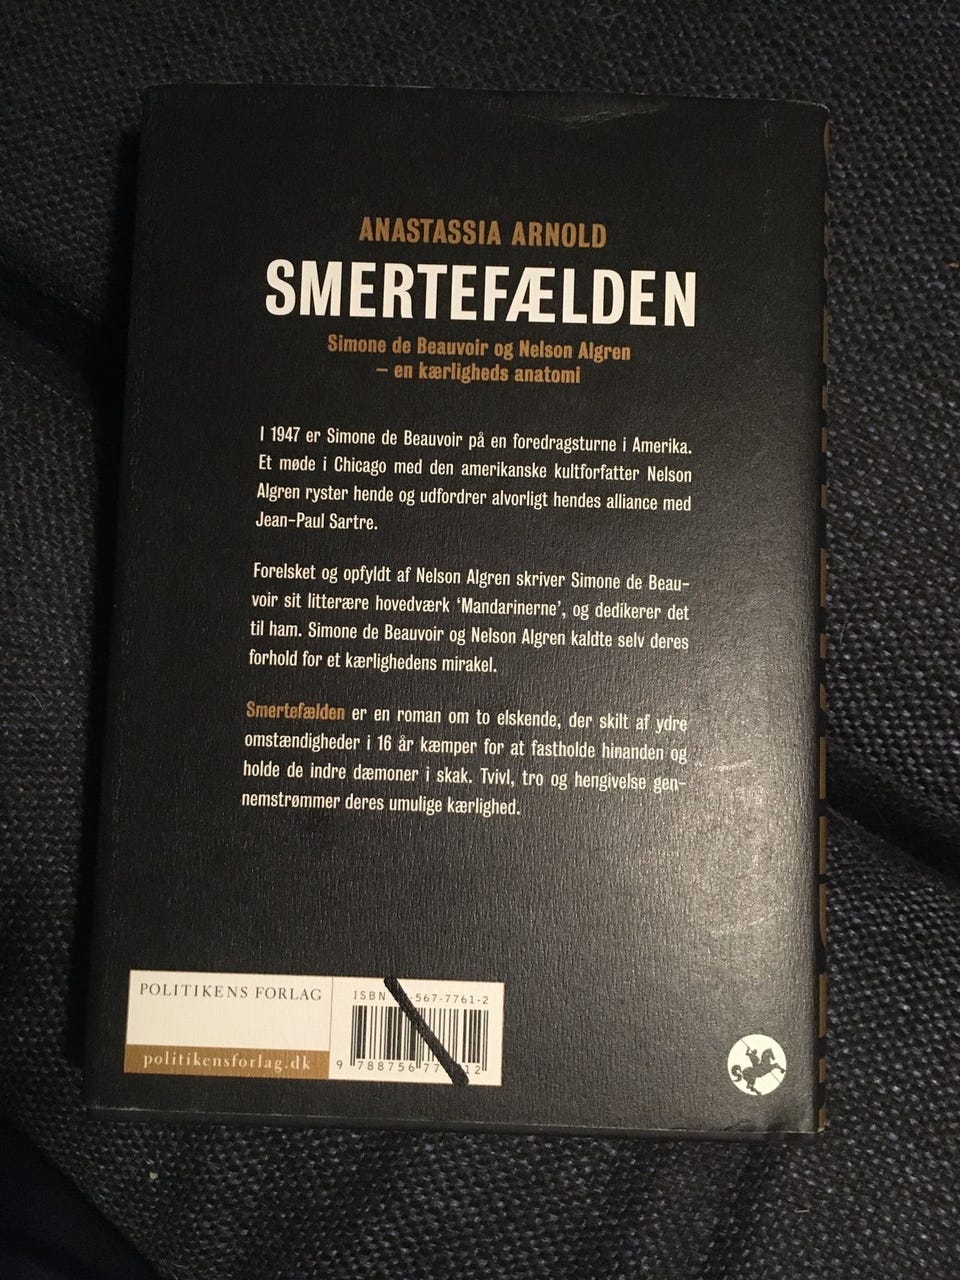 ANASTASSIA ARNOLD
SMERTEFÆLDEN
Simone de Beauvoir og Nelson Algren
– en kærligheds anatomi
I 1947 er Simone de Beauvoir på en foredragsturne i Amerika.
Et møde i Chicago med den amerikanske kultforfatter Nelson
Algren ryster hende og udfordrer alvorligt hendes alliance med
Jean-Paul Sartre.
Forelsket og opfyldt af Nelson Algren skriver Simone de Beau-
voir sit litterære hovedværk ‘Mandarinerne’, og dedikerer det
til ham. Simone de Beauvoir og Nelson Algren kaldte selv deres
forhold for et kærlighedens mirakel.
Smertefælden er en roman om to elskende, der skilt af ydre
omstændigheder i 16 år kæmper for at fastholde hinanden og
holde de indre dæmoner i skak. Tvivl, tro og hengivelse gen-
nemstrømmer deres umulige kærlighed.
POLITIKENS FORLAG
politikensforlag.dk
ISBN -567-7761-2
9 788756 77 12